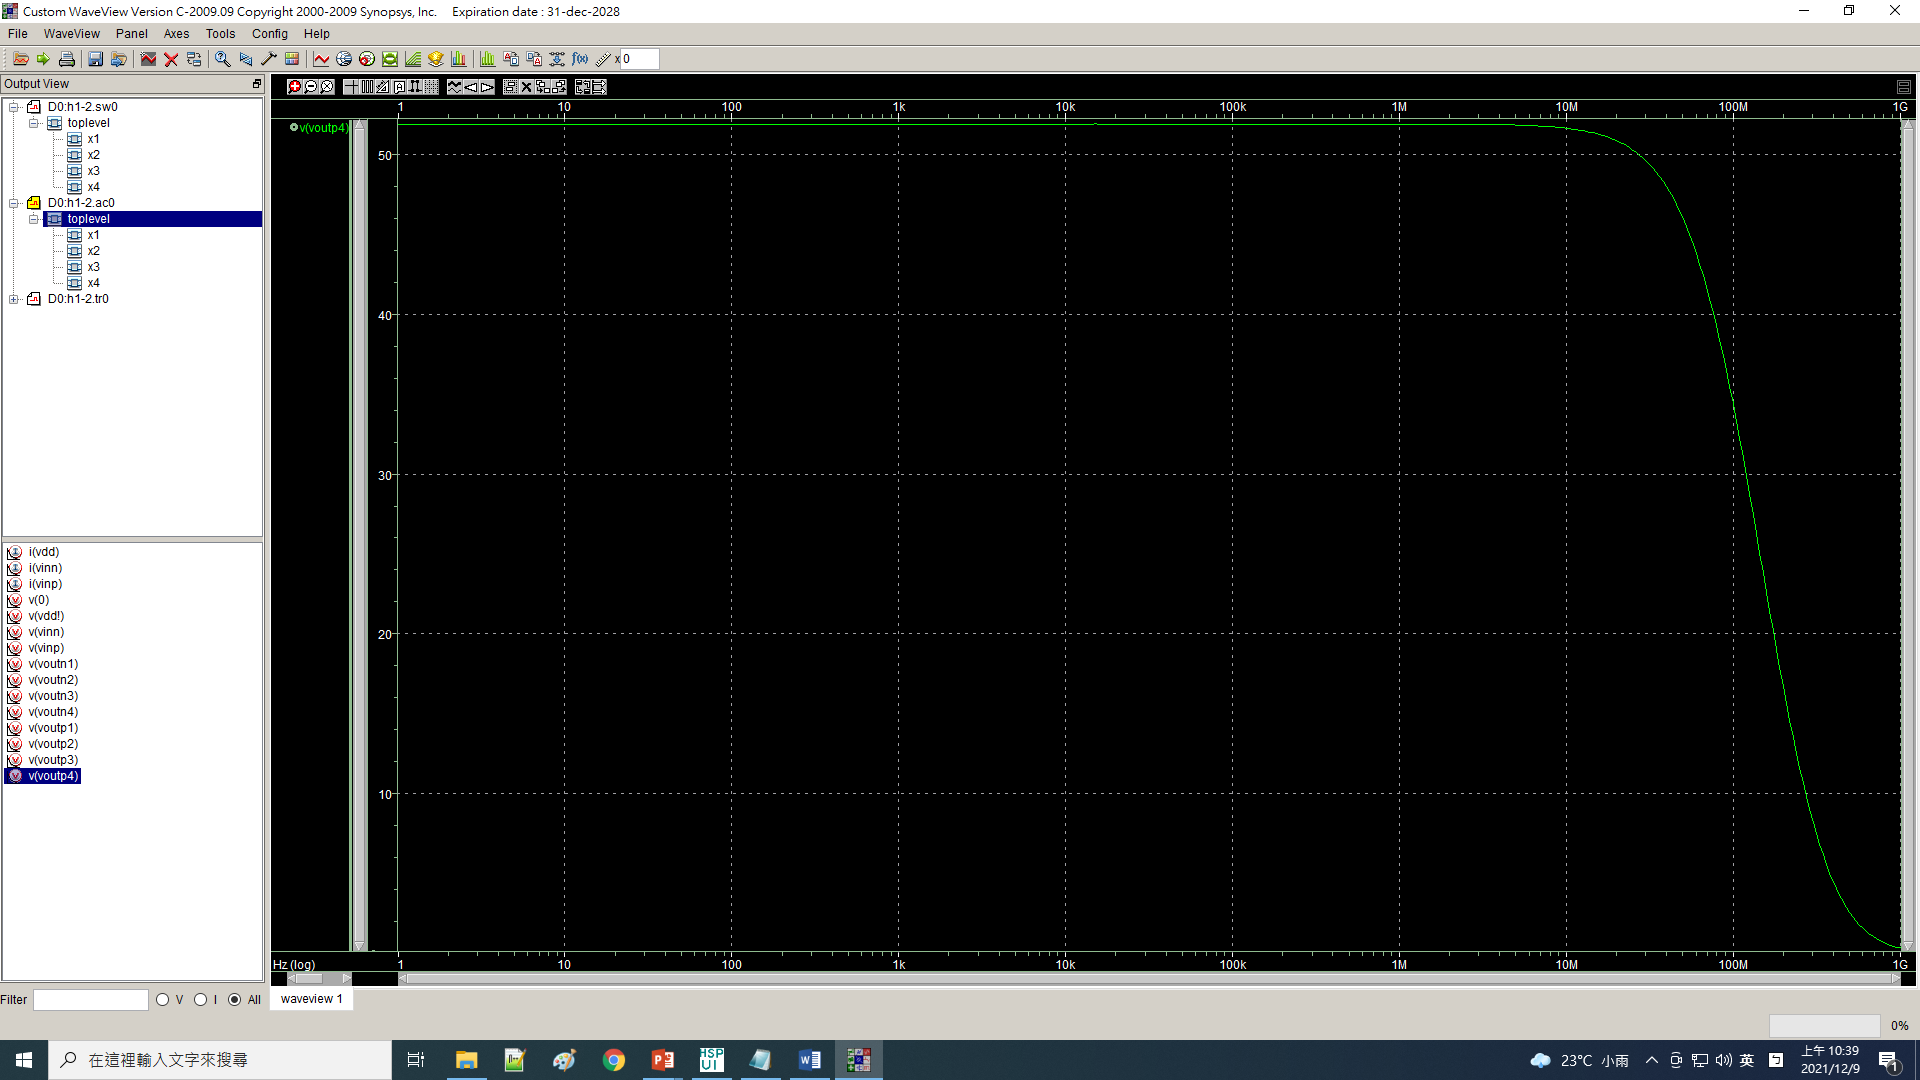 Custom WaveView Version C-2009.09 Copyright 2000-2009 Synopsys, Inc. Expiration date : 31-dec-2028
File WaveView Panel Axes Tools Config Help
x 0
Output View
D0:h1-2.sw0
toplevel
x1
x2
x3
x4
D0:h1-2.ac0
toplevel
x1
x2
x3
x4
D0:h1-2.tr0
i(vdd)
i(vinn)
i(vinp)
v(0)
v(vdd!)
v(vinn)
v(vinp)
v(voutn1)
v(voutn2)
v(voutn3)
v(voutn4)
v(voutp1)
v(voutp2)
v(voutp3)
v(voutp4)
Filter V I All
1 10 100 1k 10k 100k 1M 10M 100M 1G
v(voutp4)
50
40
30
20
10
Hz (log) 1 10 100 1k 10k 100k 1M 10M 100M 1G
waveview 1
0%
在這裡輸入文字來搜尋
HSP UI
23°C 小雨
英
上午 10:39
2021/12/9
1